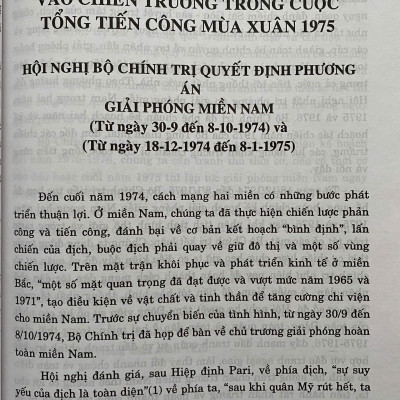 VÀO CHIẾN TRƯỜNG TRONG CUỘC
TỔNG TIẾN CÔNG MÙA XUÂN 1975
HỘI NGHỊ BỘ CHÍNH TRỊ QUYẾT ĐỊNH PHƯƠNG
ÁN
GIẢI PHÓNG MIỀN NAM
(Từ ngày 30-9 đến 8-10-1974) và
(Từ ngày 18-12-1974 đến 8-1-1975)
Đến cuối năm 1974, cách mạng hai miền có những bước phát
triển thuận lợi. Ở miền Nam, chúng ta đã thực hiện chiến lược phản
công và tiến công, đánh bại về cơ bản kết hoạch “bình định”, lấn
chiến của địch, buộc địch phải quay về giữ đô thị và một số vùng
chiến lược. Trên mặt trận khôi phục và phát triển kinh tế ở miền
Bắc, “một số mặt quan trọng đã đạt được và vượt mức năm 1965 và
1971”, tạo điều kiện về vật chất và tinh thần để tăng cường chi viện
cho miền Nam. Trước sự chuyển biến của tình hình, từ ngày 30/9 đến
8/10/1974, Bộ Chính trị đã họp để bàn về chủ trương giải phóng hoàn
toàn miền Nam.
Hội nghị đánh giá, sau Hiệp định Pari, về phía địch, “sự suy
yếu của địch là toàn diện”(1) về phía ta, “sau khi quân Mỹ rút hết, ta